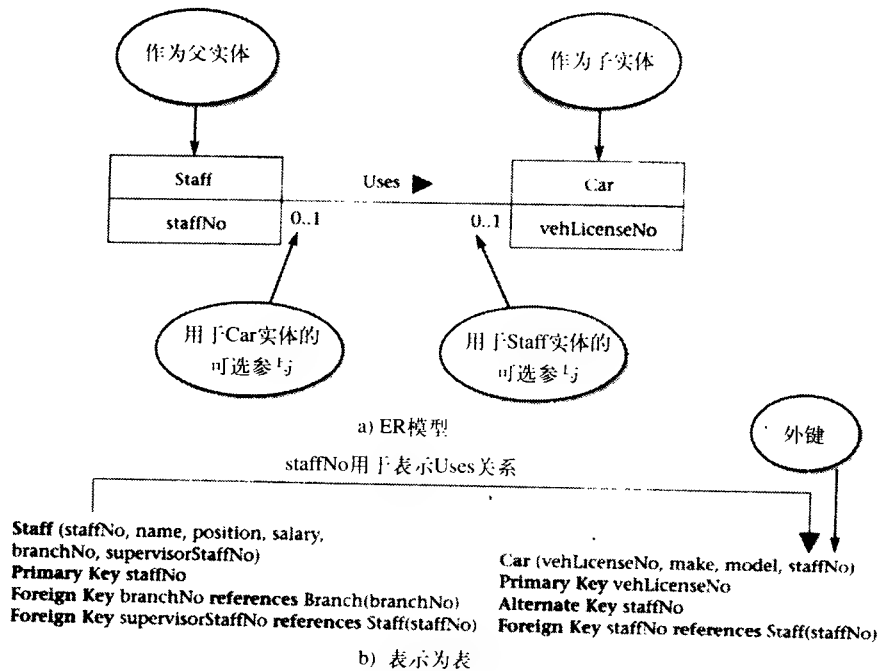 作为父实体
作为子实体
Staff
Uses
Car
staffNo
0..1
0..1
vehLicenseNo
用于Car实体的
可选参与
用于Staff实体的
可选参与
a) ER模型
外键
staffNo用于表示Uses关系
Staff (staffNo, name, position, salary,
branchNo, supervisorStaffNo)
Primary Key staffNo
Foreign Key branchNo references Branch(branchNo)
Foreign Key supervisorStaffNo references Staff(staffNo)
Car (vehLicenseNo, make, model, staffNo)
Primary Key vehLicenseNo
Alternate Key staffNo
Foreign Key staffNo references Staff(staffNo)
b) 表示为表